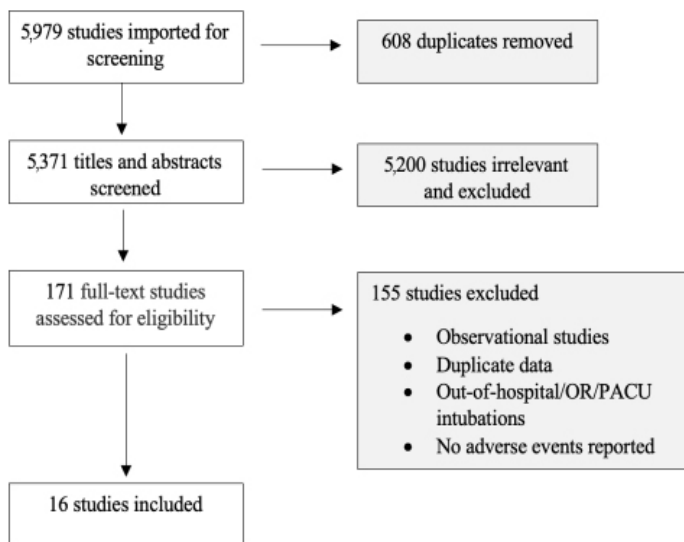 5,979 studies imported for
screening
608 duplicates removed
5,371 titles and abstracts
screened
5,200 studies irrelevant
and excluded
171 full-text studies
assessed for eligibility
155 studies excluded
• Observational studies
• Duplicate data
• Out-of-hospital/OR/PACU
intubations
• No adverse events reported
16 studies included